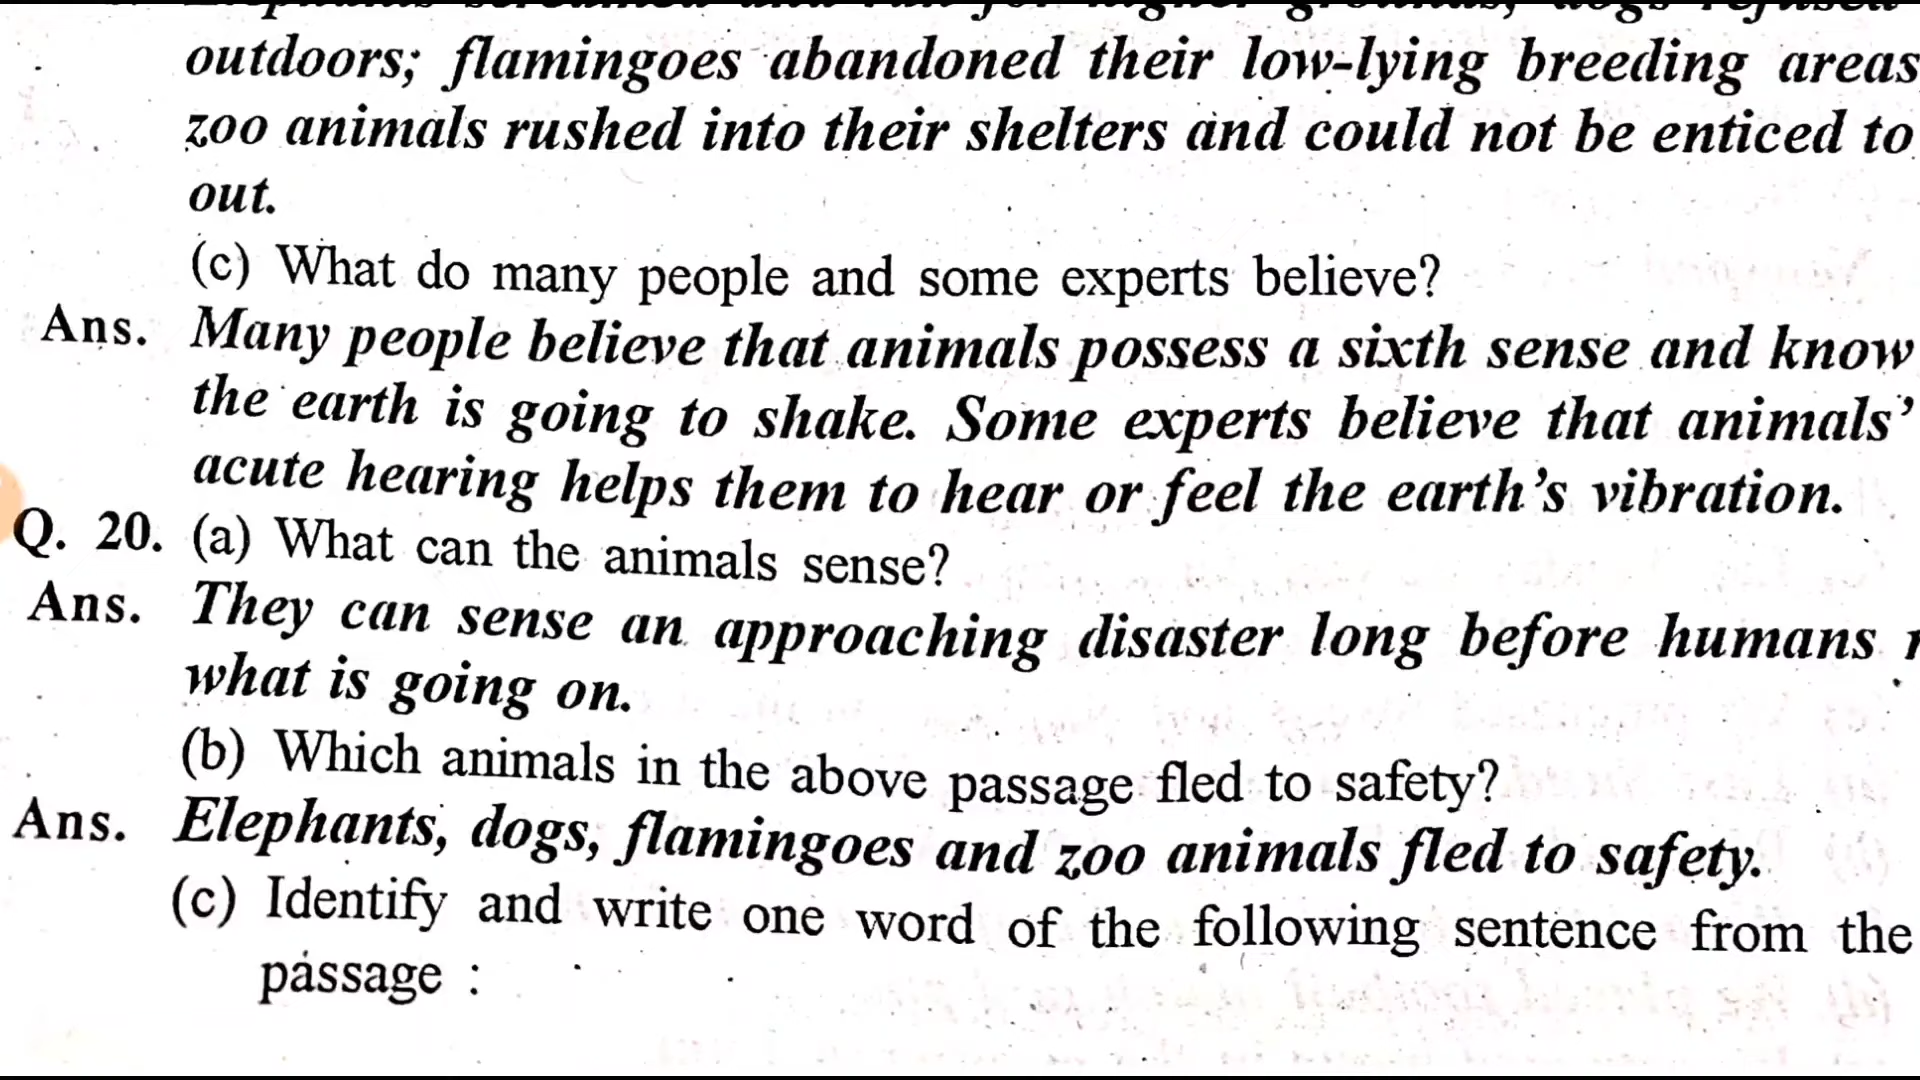 outdoors; flamingoes abandoned their low-lying breeding areas
zoo animals rushed into their shelters and could not be enticed to
out.
(c) What do many people and some experts believe?
Ans. Many people believe that animals possess a sixth sense and know
the earth is going to shake. Some experts believe that animals'
acute hearing helps them to hear or feel the earth's vibration.
Q. 20. (a) What can the animals sense?
Ans. They can sense an approaching disaster long before humans
what is going on.
(b) Which animals in the above passage fled to safety?
Ans. Elephants, dogs, flamingoes and zoo animals fled to safety.
(c) Identify and write one word of the following sentence from the
passage :